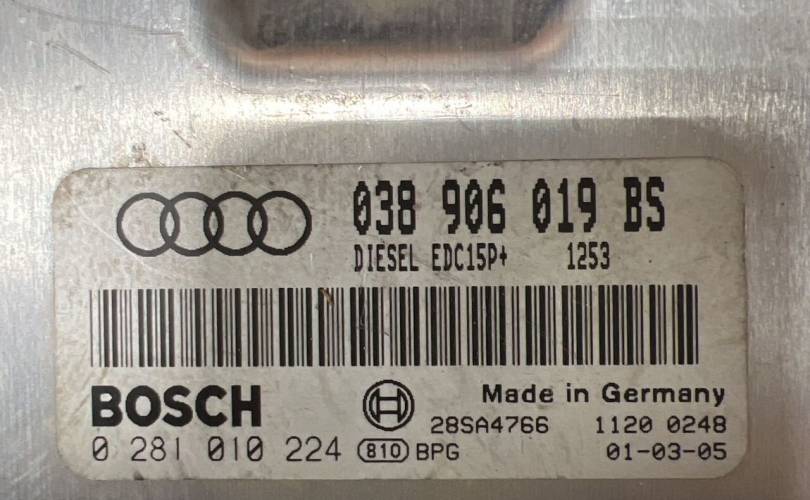 038 906 019 BS
DIESEL EDC15P+ 1253
BOSCH
Made in Germany
28SA4766 1120 0248
0 281 010 224 810 BPG 01-03-05